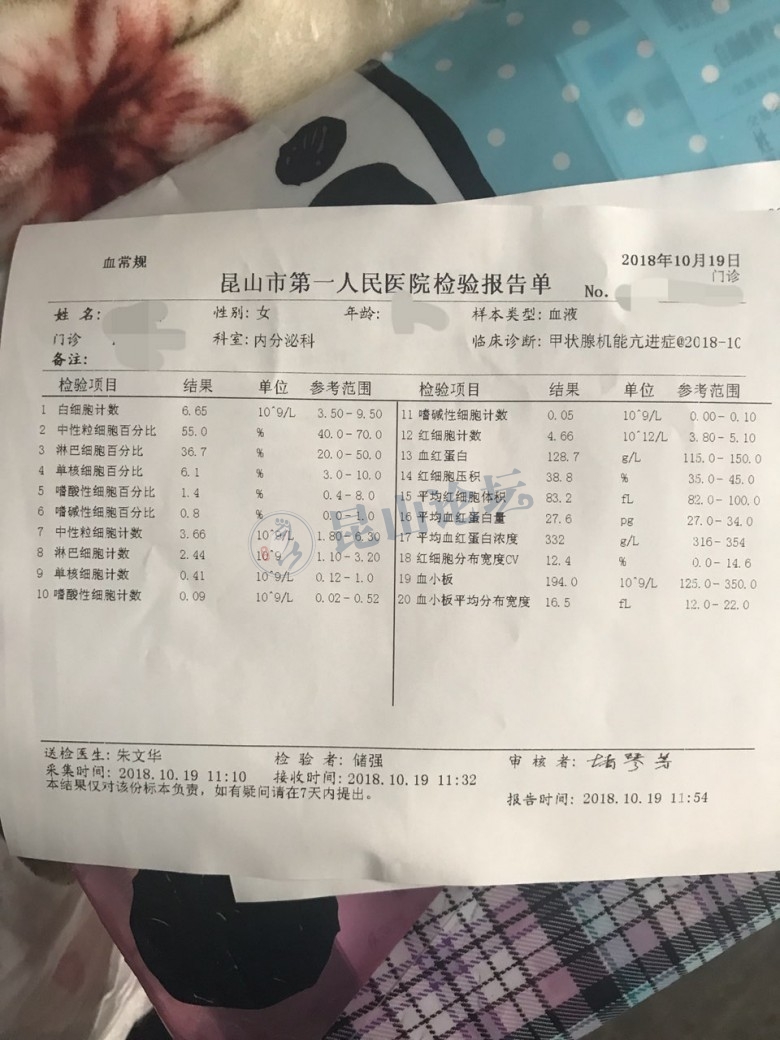 血常规
2018年10月19日
昆山市第一人民医院检验报告单
No.
门诊
姓 名:
性别: 女
年龄:
样本类型: 血液
门诊
科室: 内分泌科
临床诊断: 甲状腺机能亢进症@2018-10
备注:
检验项目 结果 单位 参考范围
1 白细胞计数 6.65 10^9/L 3.50-9.50
2 中性粒细胞百分比 55.0 % 40.0-70.0
3 淋巴细胞百分比 36.7 % 20.0-50.0
4 单核细胞百分比 6.1 % 3.0-10.0
5 嗜酸性细胞百分比 1.4 % 0.4-8.0
6 嗜碱性细胞百分比 0.8 % 0.0-1.0
7 中性粒细胞计数 3.66 10^9/L 1.80-6.30
8 淋巴细胞计数 2.44 10^9 1.10-3.20
9 单核细胞计数 0.41 10^9/L 0.12-1.0
10 嗜酸性细胞计数 0.09 10^9/L 0.02-0.52
检验项目 结果 单位 参考范围
11 嗜碱性细胞计数 0.05 10^9/L 0.00-0.10
12 红细胞计数 4.66 10^12/L 3.80-5.10
13 血红蛋白 128.7 g/L 115.0-150.0
14 红细胞压积 38.8 % 35.0-45.0
15 平均红细胞体积 83.2 fL 82.0-100.0
16 平均血红蛋白量 27.6 pg 27.0-34.0
17 平均血红蛋白浓度 332 g/L 316-354
18 红细胞分布宽度CV 12.4 % 0.0-14.6
19 血小板 194.0 10^9/L 125.0-350.0
20 血小板平均分布宽度 16.5 fL 12.0-22.0
昆山论坛
送检医生: 朱文华
检 验 者: 储强
审 核 者:
采集时间: 2018.10.19 11:10
接收时间: 2018.10.19 11:32
本结果仅对该份标本负责，如有疑问请在7天内提出。
报告时间: 2018.10.19 11:54